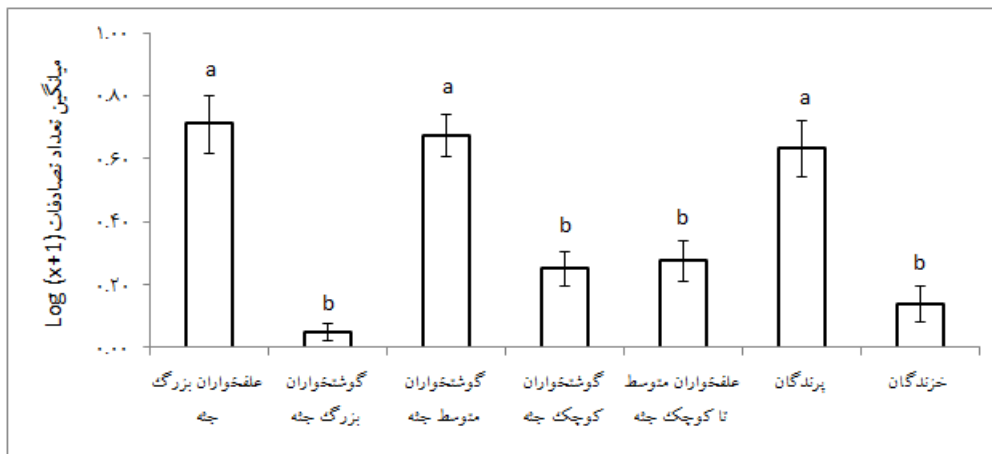 میانگین تعداد تصادفات Log (x+1)
۱.۰۰
۰.۸۰
۰.۶۰
۰.۴۰
۰.۲۰
۰.۰۰
a
b
a
b
b
a
b
علفخواران بزرگ
جثه
گوشتخواران
بزرگ جثه
گوشتخواران
متوسط جثه
گوشتخواران
کوچک جثه
علفخواران متوسط
تا کوچک جثه
پرندگان
خزندگان